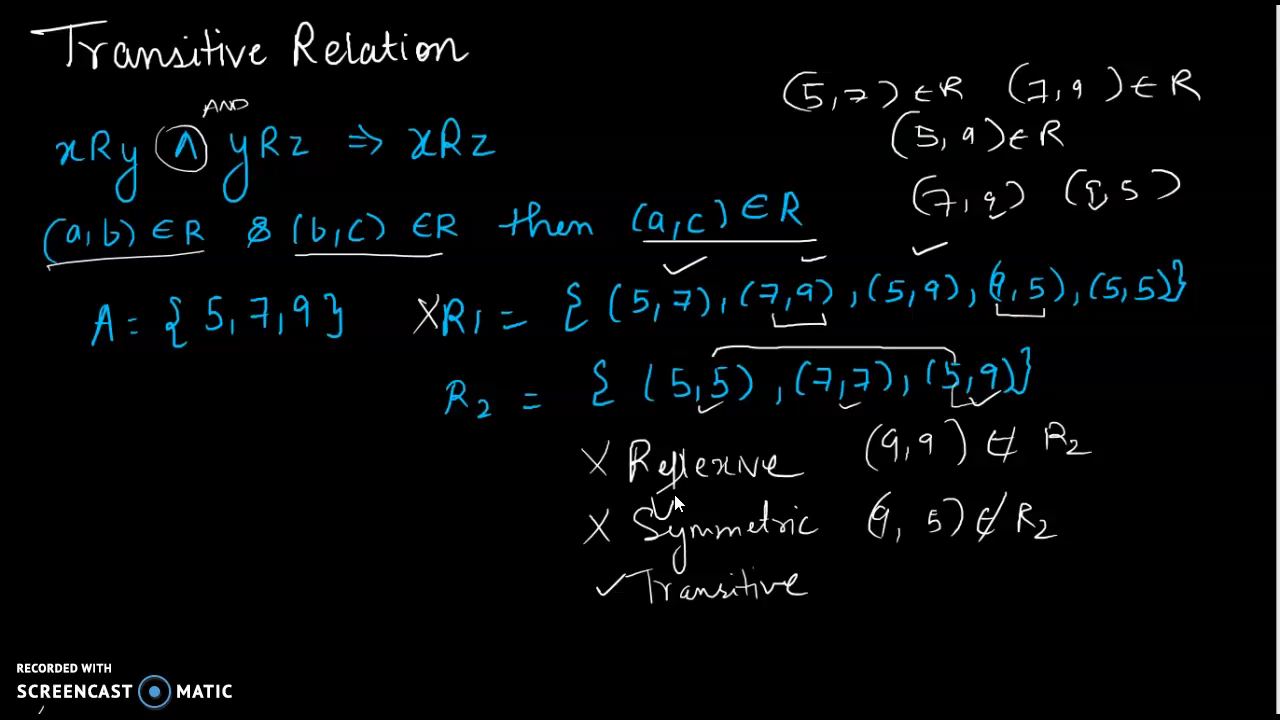 Transitive Relation
(5,7) ∈ R (7,9) ∈ R
AND
(5,9) ∈ R
xRy ∧ yRz ⇒ xRz
(7,9) (9,5)
(a,b) ∈ R & (b,c) ∈ R then (a,c) ∈ R
A = {5,7,9}
R1 = {(5,7), (7,9), (5,9), (9,5), (5,5)}
R2 = {(5,5), (7,7), (5,9)}
X Reflexive (9,9) ∉ R2
X Symmetric (9,5) ∉ R2
✓ Transitive
RECORDED WITH
SCREENCAST MATIC